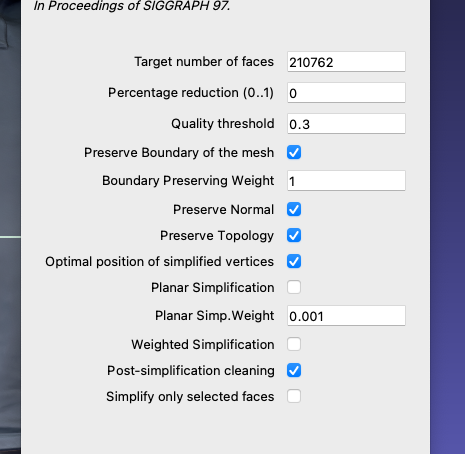 In Proceedings of SIGGRAPH 97.
Target number of faces 210762
Percentage reduction (0..1) 0
Quality threshold 0.3
Preserve Boundary of the mesh
Boundary Preserving Weight 1
Preserve Normal
Preserve Topology
Optimal position of simplified vertices
Planar Simplification
Planar Simp.Weight 0.001
Weighted Simplification
Post-simplification cleaning
Simplify only selected faces